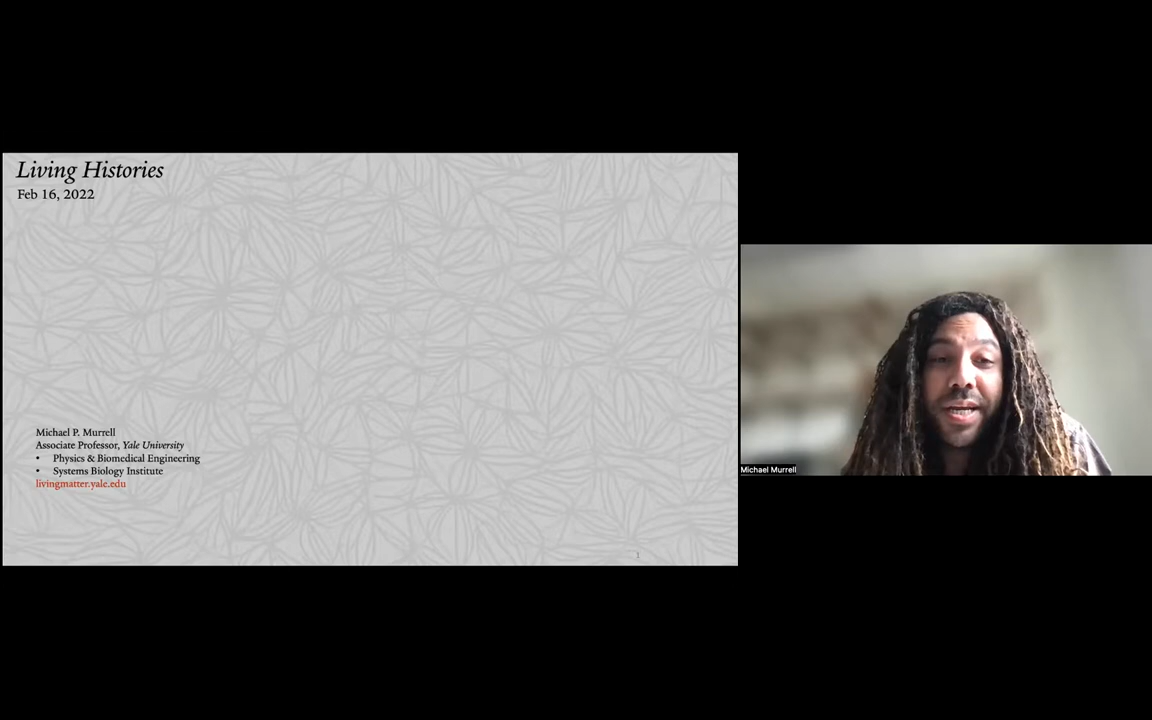 Living Histories
Feb 16, 2022
Michael P. Murrell
Associate Professor, Yale University
• Physics & Biomedical Engineering
• Systems Biology Institute
livingmatter.yale.edu
1
Michael Murrell